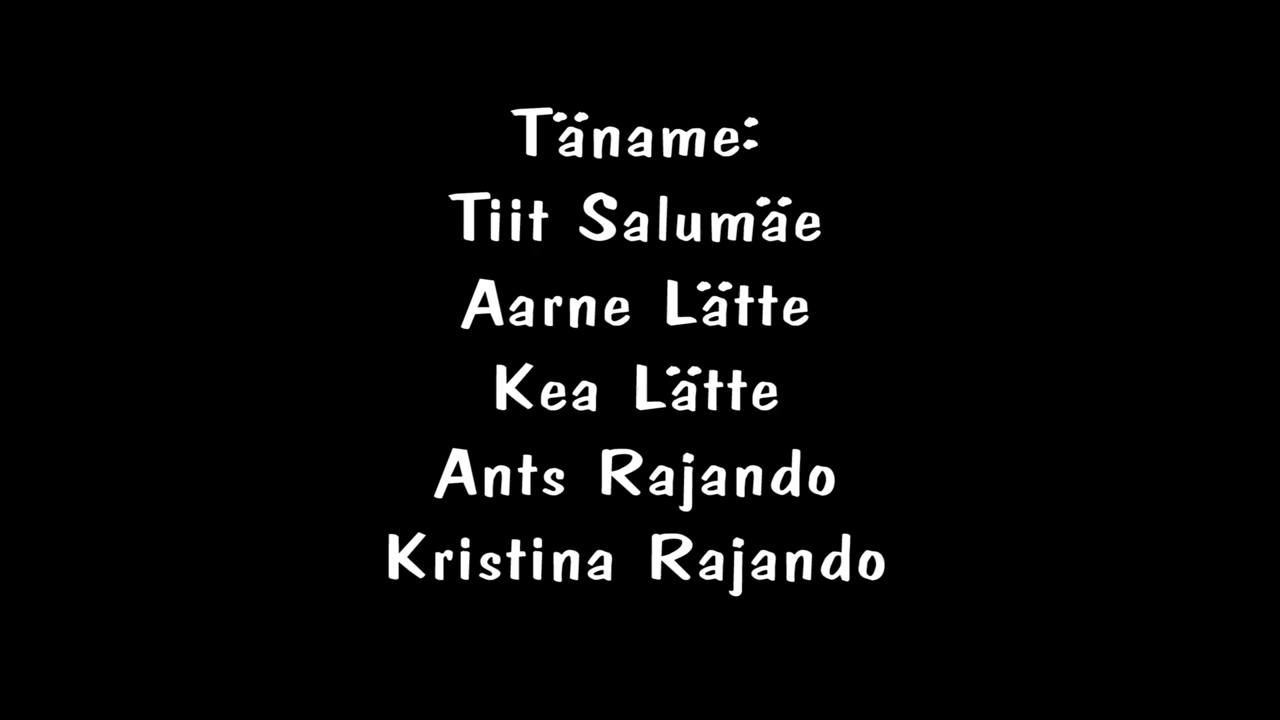 Täname:
Tiit Salumäe
Aarne Lätte
Kea Lätte
Ants Rajando
Kristina Rajando